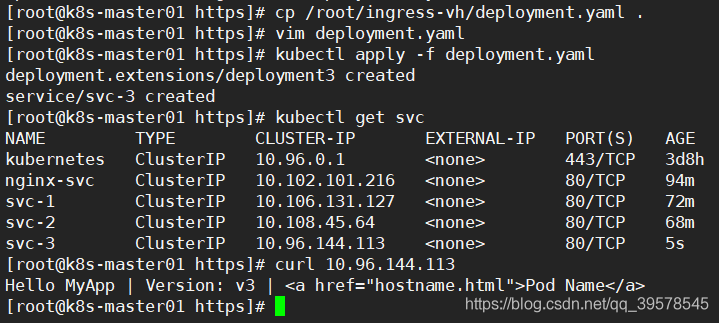 [root@k8s-master01 https]# cp /root/ingress-vh/deployment.yaml .
[root@k8s-master01 https]# vim deployment.yaml
[root@k8s-master01 https]# kubectl apply -f deployment.yaml
deployment.extensions/deployment3 created
service/svc-3 created
[root@k8s-master01 https]# kubectl get svc
NAME TYPE CLUSTER-IP EXTERNAL-IP PORT(S) AGE
kubernetes ClusterIP 10.96.0.1 <none> 443/TCP 3d8h
nginx-svc ClusterIP 10.102.101.216 <none> 80/TCP 94m
svc-1 ClusterIP 10.106.131.127 <none> 80/TCP 72m
svc-2 ClusterIP 10.108.45.64 <none> 80/TCP 68m
svc-3 ClusterIP 10.96.144.113 <none> 80/TCP 5s
[root@k8s-master01 https]# curl 10.96.144.113
Hello MyApp | Version: v3 | <a href="hostname.html">Pod Name</a>
[root@k8s-master01 https]#
https://blog.csdn.net/qq_39578545